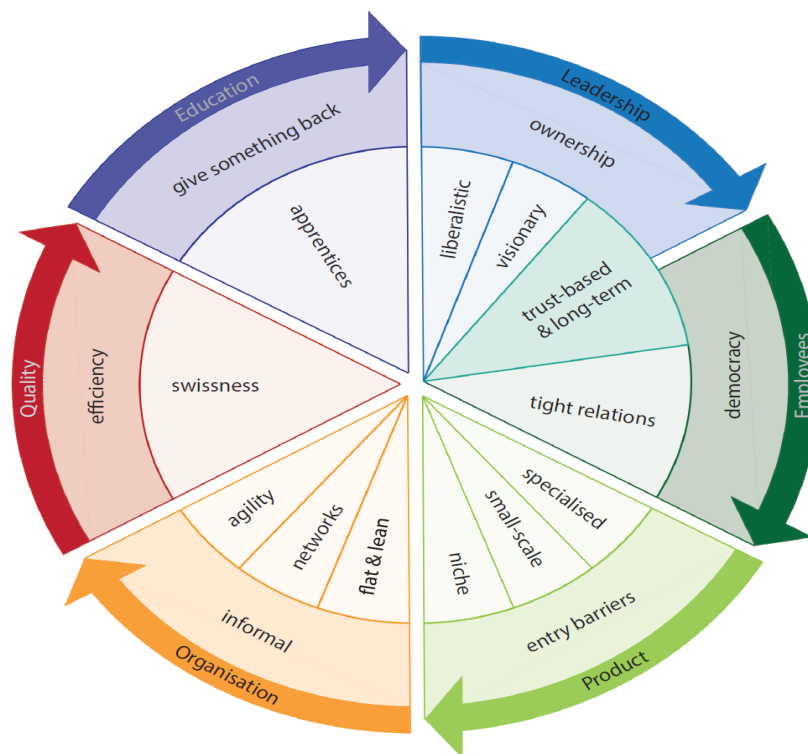 Education
give something back
apprentices
Leadership
ownership
liberalistic
visionary
trust-based
& long-term
Employees
democracy
tight relations
Product
entry barriers
specialised
small-scale
niche
Organisation
informal
flat & lean
networks
agility
Quality
efficiency
swissness